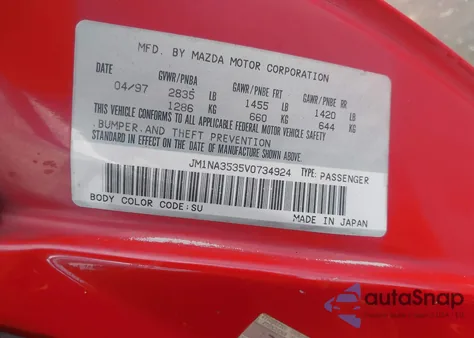 MFD. BY MAZDA MOTOR CORPORATION
DATE GVWR/PNBA GAWR/PNBE FRT GAWR/PNBE RR
04/97 2835 LB 1455 LB 1420 LB
1286 KG 660 KG 644 KG
THIS VEHICLE CONFORMS TO ALL APPLICABLE FEDERAL MOTOR VEHICLE SAFETY,
BUMPER, AND THEFT PREVENTION
STANDARDS IN EFFECT ON THE DATE OF MANUFACTURE SHOWN ABOVE.
JM1NA3535V0734924 TYPE: PASSENGER
BODY COLOR CODE: SU
MADE IN JAPAN
autoSnap